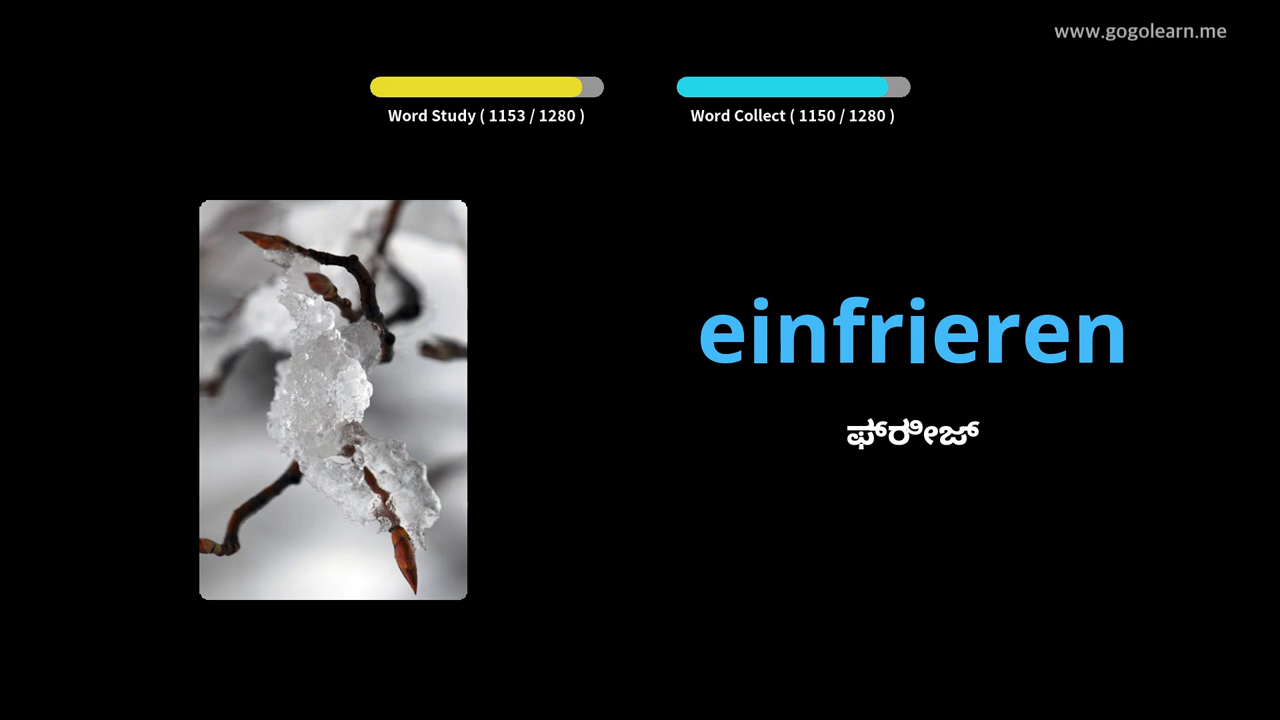 www.gogolearn.me
Word Study ( 1153 / 1280 )
Word Collect ( 1150 / 1280 )
einfrieren
ಫ್ರೀಜ್